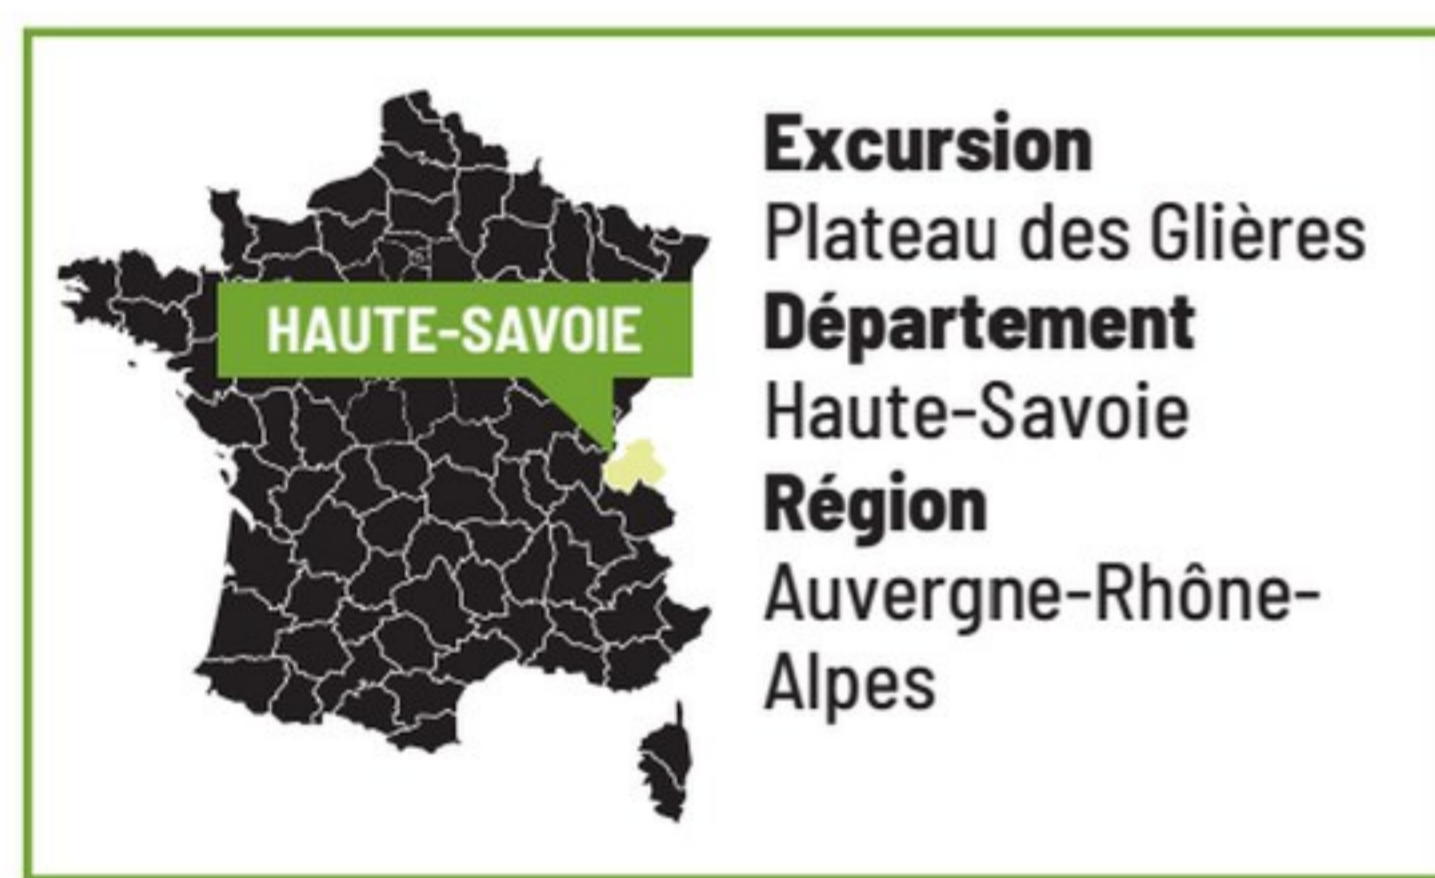 HAUTE-SAVOIE
Excursion
Plateau des Glières
Département
Haute-Savoie
Région
Auvergne-Rhône-
Alpes